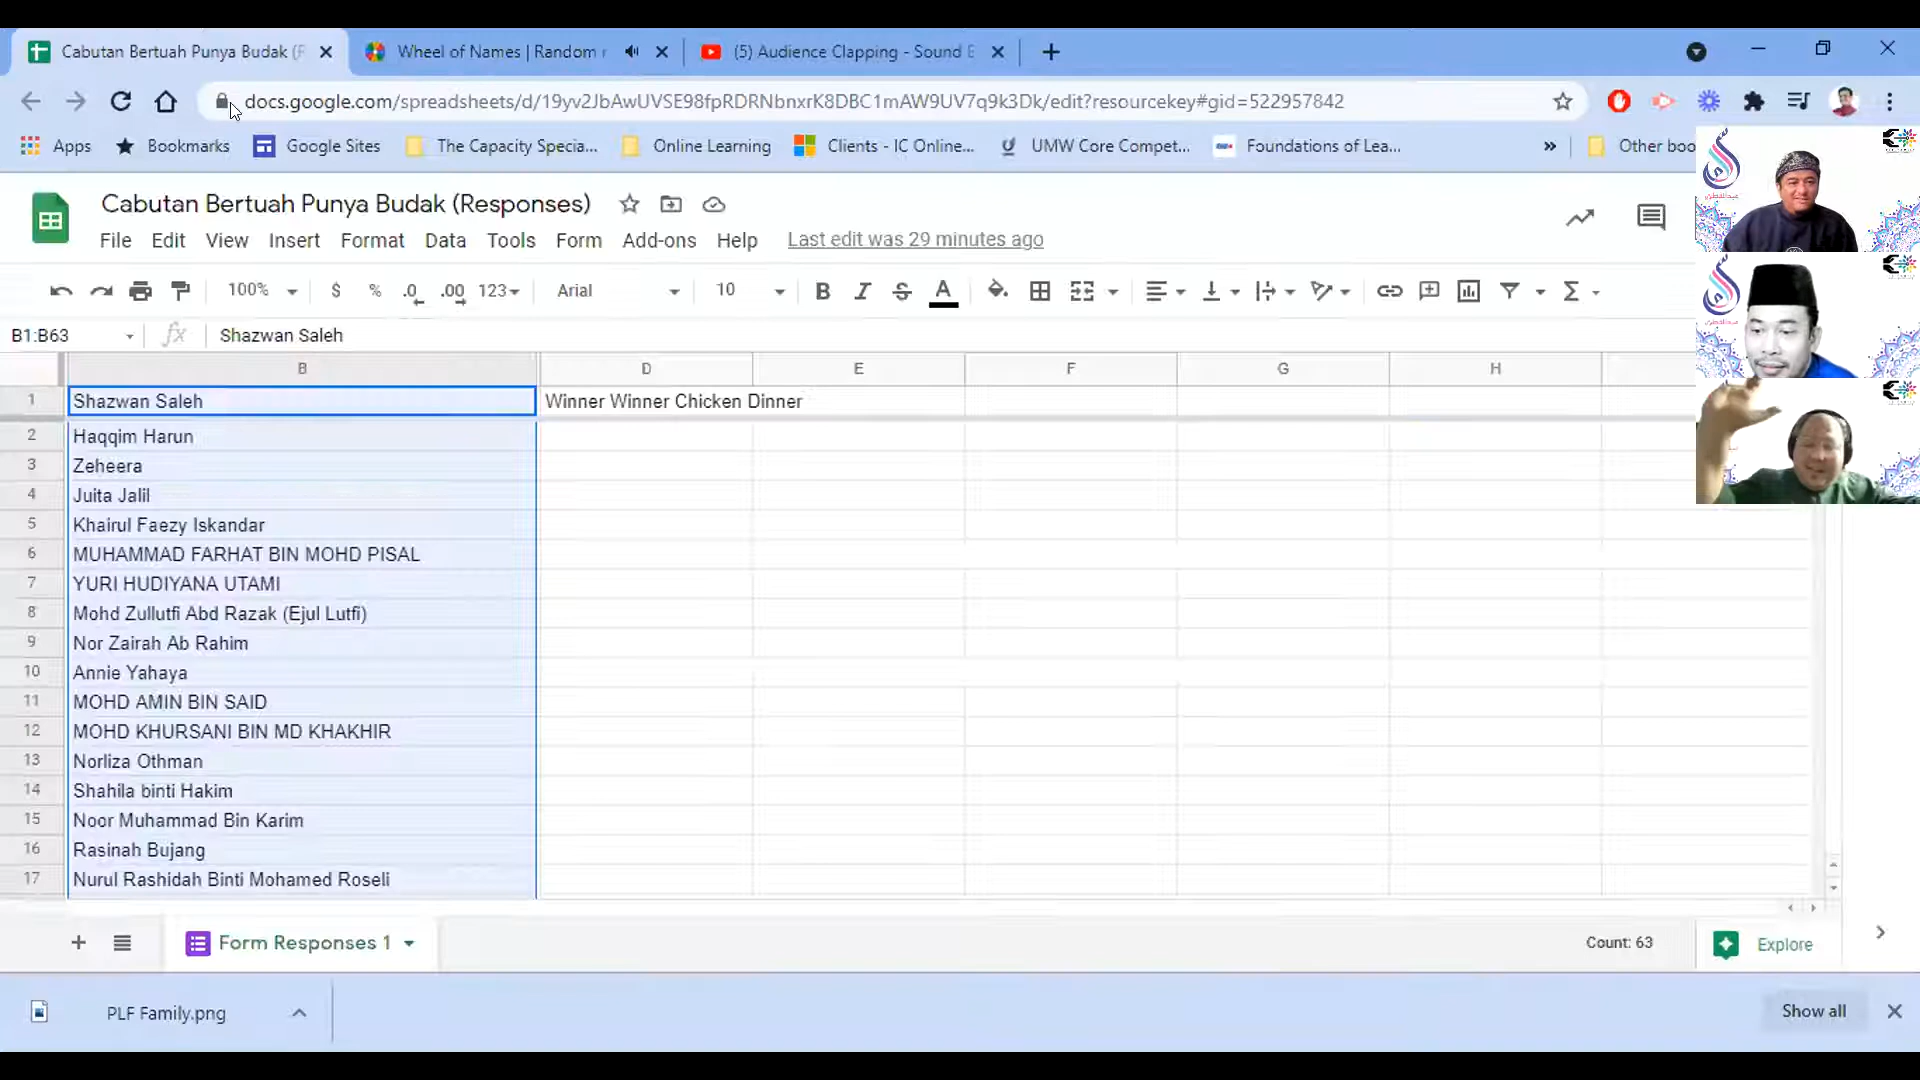 Cabutan Bertuah Punya Budak (R
Wheel of Names | Random r
(5) Audience Clapping - Sound E
docs.google.com/spreadsheets/d/19yv2JbAwUVSE98fpRDRNbnxrK8DBC1mAW9UV7q9k3Dk/edit?resourcekey#gid=522957842
Apps
Bookmarks
Google Sites
The Capacity Specia...
Online Learning
Clients - IC Online...
UMW Core Compet...
Foundations of Lea...
»
Other boo
Cabutan Bertuah Punya Budak (Responses)
File Edit View Insert Format Data Tools Form Add-ons Help Last edit was 29 minutes ago
100% $ % .0 .00 123 Arial 10 B I S A Σ
B1:B63 fx Shazwan Saleh
B D E F G H
1 Shazwan Saleh Winner Winner Chicken Dinner
2 Haqqim Harun
3 Zeheera
4 Juita Jalil
5 Khairul Faezy Iskandar
6 MUHAMMAD FARHAT BIN MOHD PISAL
7 YURI HUDIYANA UTAMI
8 Mohd Zullutfi Abd Razak (Ejul Lutfi)
9 Nor Zairah Ab Rahim
10 Annie Yahaya
11 MOHD AMIN BIN SAID
12 MOHD KHURSANI BIN MD KHAKHIR
13 Norliza Othman
14 Shahila binti Hakim
15 Noor Muhammad Bin Karim
16 Rasinah Bujang
17 Nurul Rashidah Binti Mohamed Roseli
Form Responses 1
Count: 63
Explore
PLF Family.png
Show all